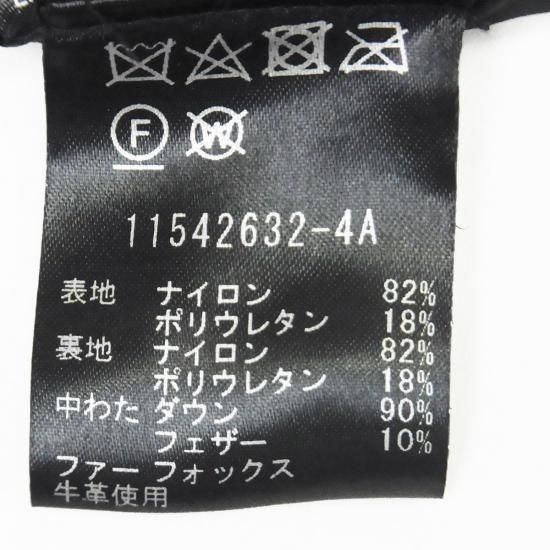 F W
11542632-4A
表地 ナイロン 82%
ポリウレタン 18%
裏地 ナイロン 82%
ポリウレタン 18%
中わた ダウン 90%
フェザー 10%
ファー フォックス
牛革使用